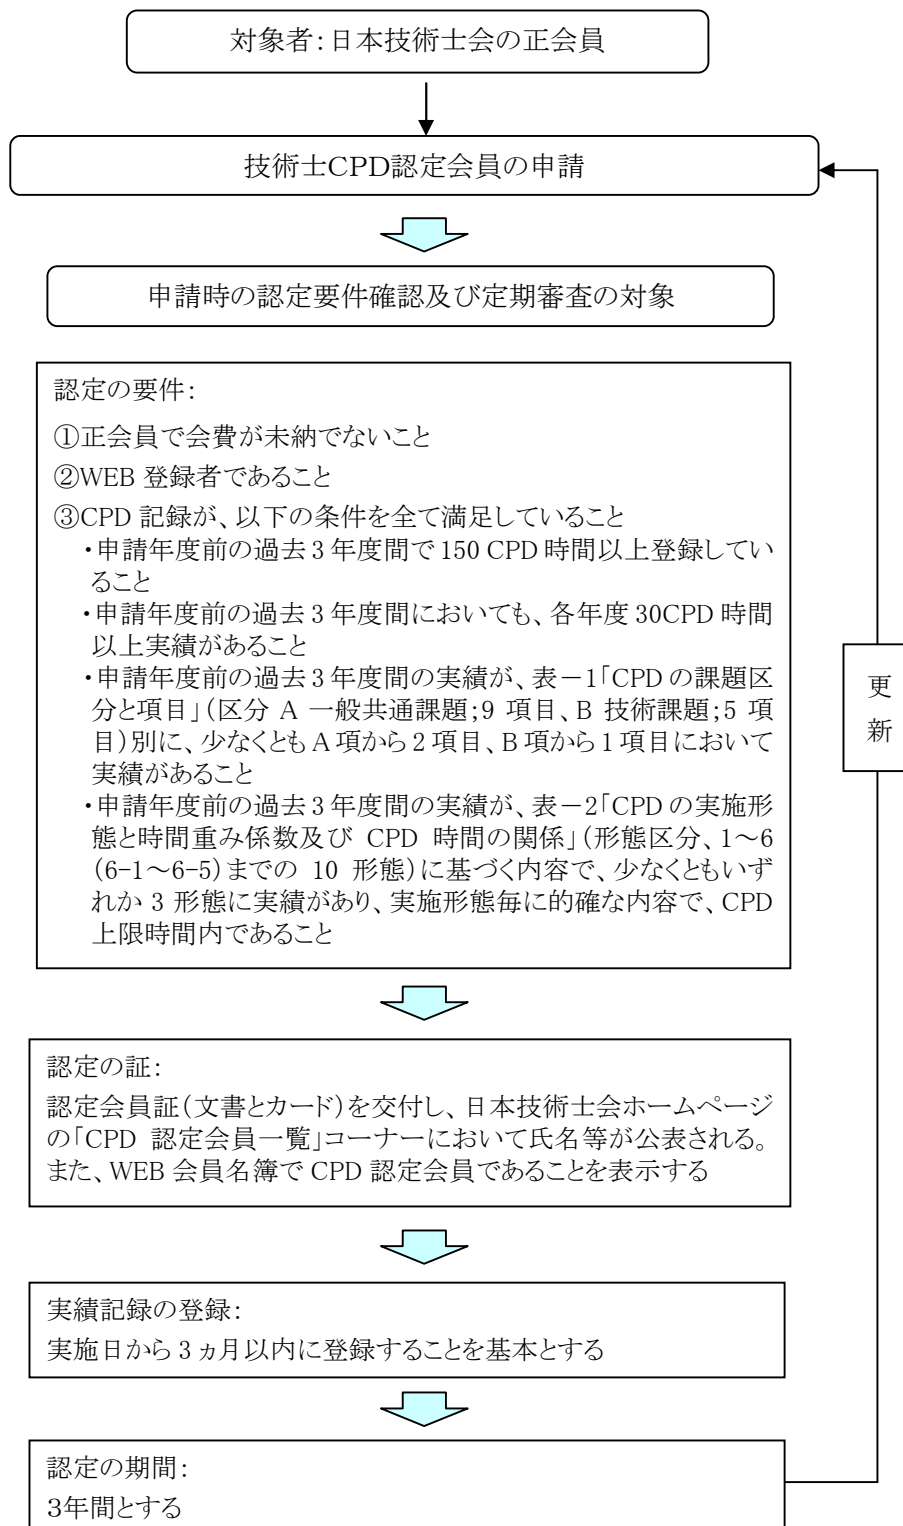 対象者:日本技術士会の正会員
技術士CPD認定会員の申請
申請時の認定要件確認及び定期審査の対象
認定の要件:
①正会員で会費が未納でないこと
②WEB 登録者であること
③CPD 記録が、以下の条件を全て満足していること
・申請年度前の過去3年度間で150 CPD時間以上登録してい
ること
・申請年度前の過去3年度間においても、各年度30CPD時間
以上実績があること
・申請年度前の過去3年度間の実績が、表－1「CPDの課題区
分と項目」(区分 A 一般共通課題;9 項目、B 技術課題;5 項
目)別に、少なくともA項から2項目、B項から1項目において
実績があること
・申請年度前の過去3年度間の実績が、表－2「CPDの実施形
態と時間重み係数及び CPD 時間の関係」(形態区分、1～6
(6-1～6-5)までの 10 形態)に基づく内容で、少なくともいず
れか3形態に実績があり、実施形態毎に的確な内容で、CPD
上限時間内であること
更
新
認定の証:
認定会員証(文書とカード)を交付し、日本技術士会ホームページ
の「CPD 認定会員一覧」コーナーにおいて氏名等が公表される。
また、WEB 会員名簿で CPD 認定会員であることを表示する
実績記録の登録:
実施日から3ヵ月以内に登録することを基本とする
認定の期間:
3年間とする